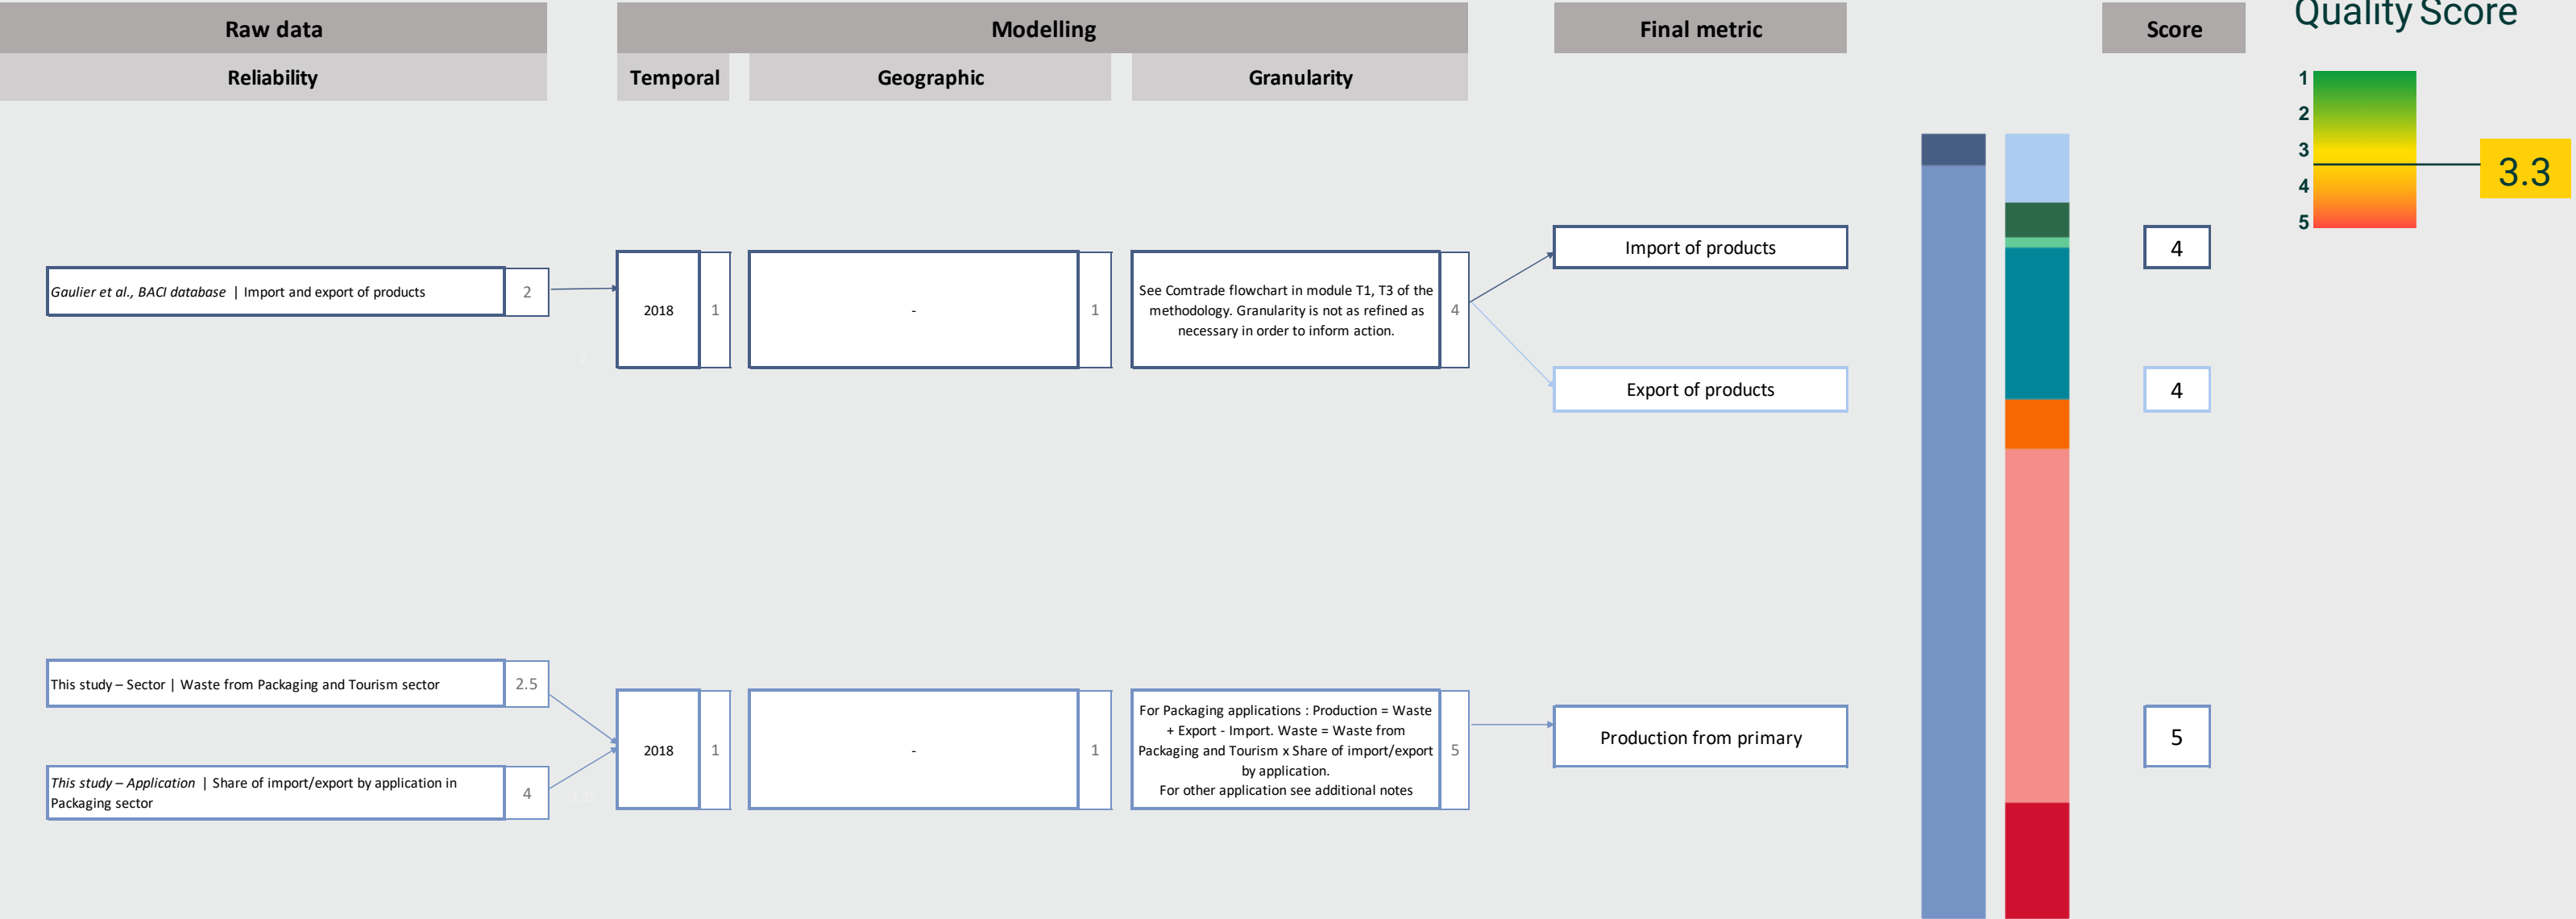 Quality Score
Raw data
Modelling
Final metric
Score
Reliability
Temporal
Geographic
Granularity
1
2
3
4
5
3.3
Gaulier et al., BACI database | Import and export of products
2
2018
1
-
1
See Comtrade flowchart in module T1, T3 of the
methodology. Granularity is not as refined as
necessary in order to inform action.
4
Import of products
4
Export of products
4
2
This study – Sector | Waste from Packaging and Tourism sector
2.5
This study – Application | Share of import/export by application in
Packaging sector
4
3.25
2018
1
-
1
For Packaging applications : Production = Waste
+ Export - Import. Waste = Waste from
Packaging and Tourism x Share of import/export
by application.
For other application see additional notes
5
Production from primary
5